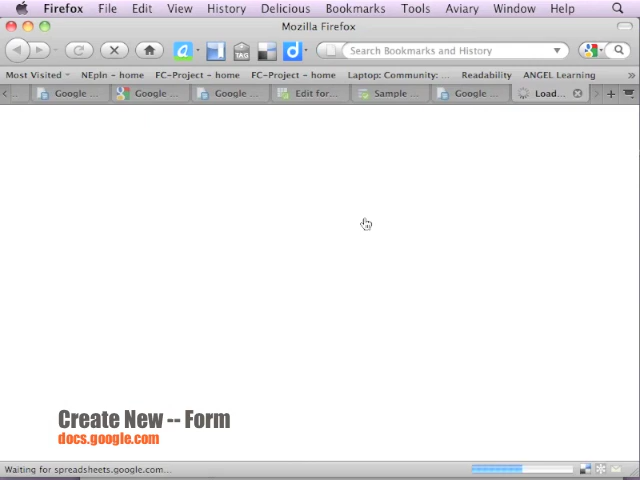 Firefox File Edit View History Delicious Bookmarks Tools Aviary Window Help
Mozilla Firefox
a TAG d Search Bookmarks and History
Most Visited NEpIn - home FC-Project - home FC-Project - home Laptop: Community: ... Readability ANGEL Learning »
... Google ... Google ... Google ... Edit for... Sample ... Google ... Load...
Create New -- Form
docs.google.com
Waiting for spreadsheets.google.com...